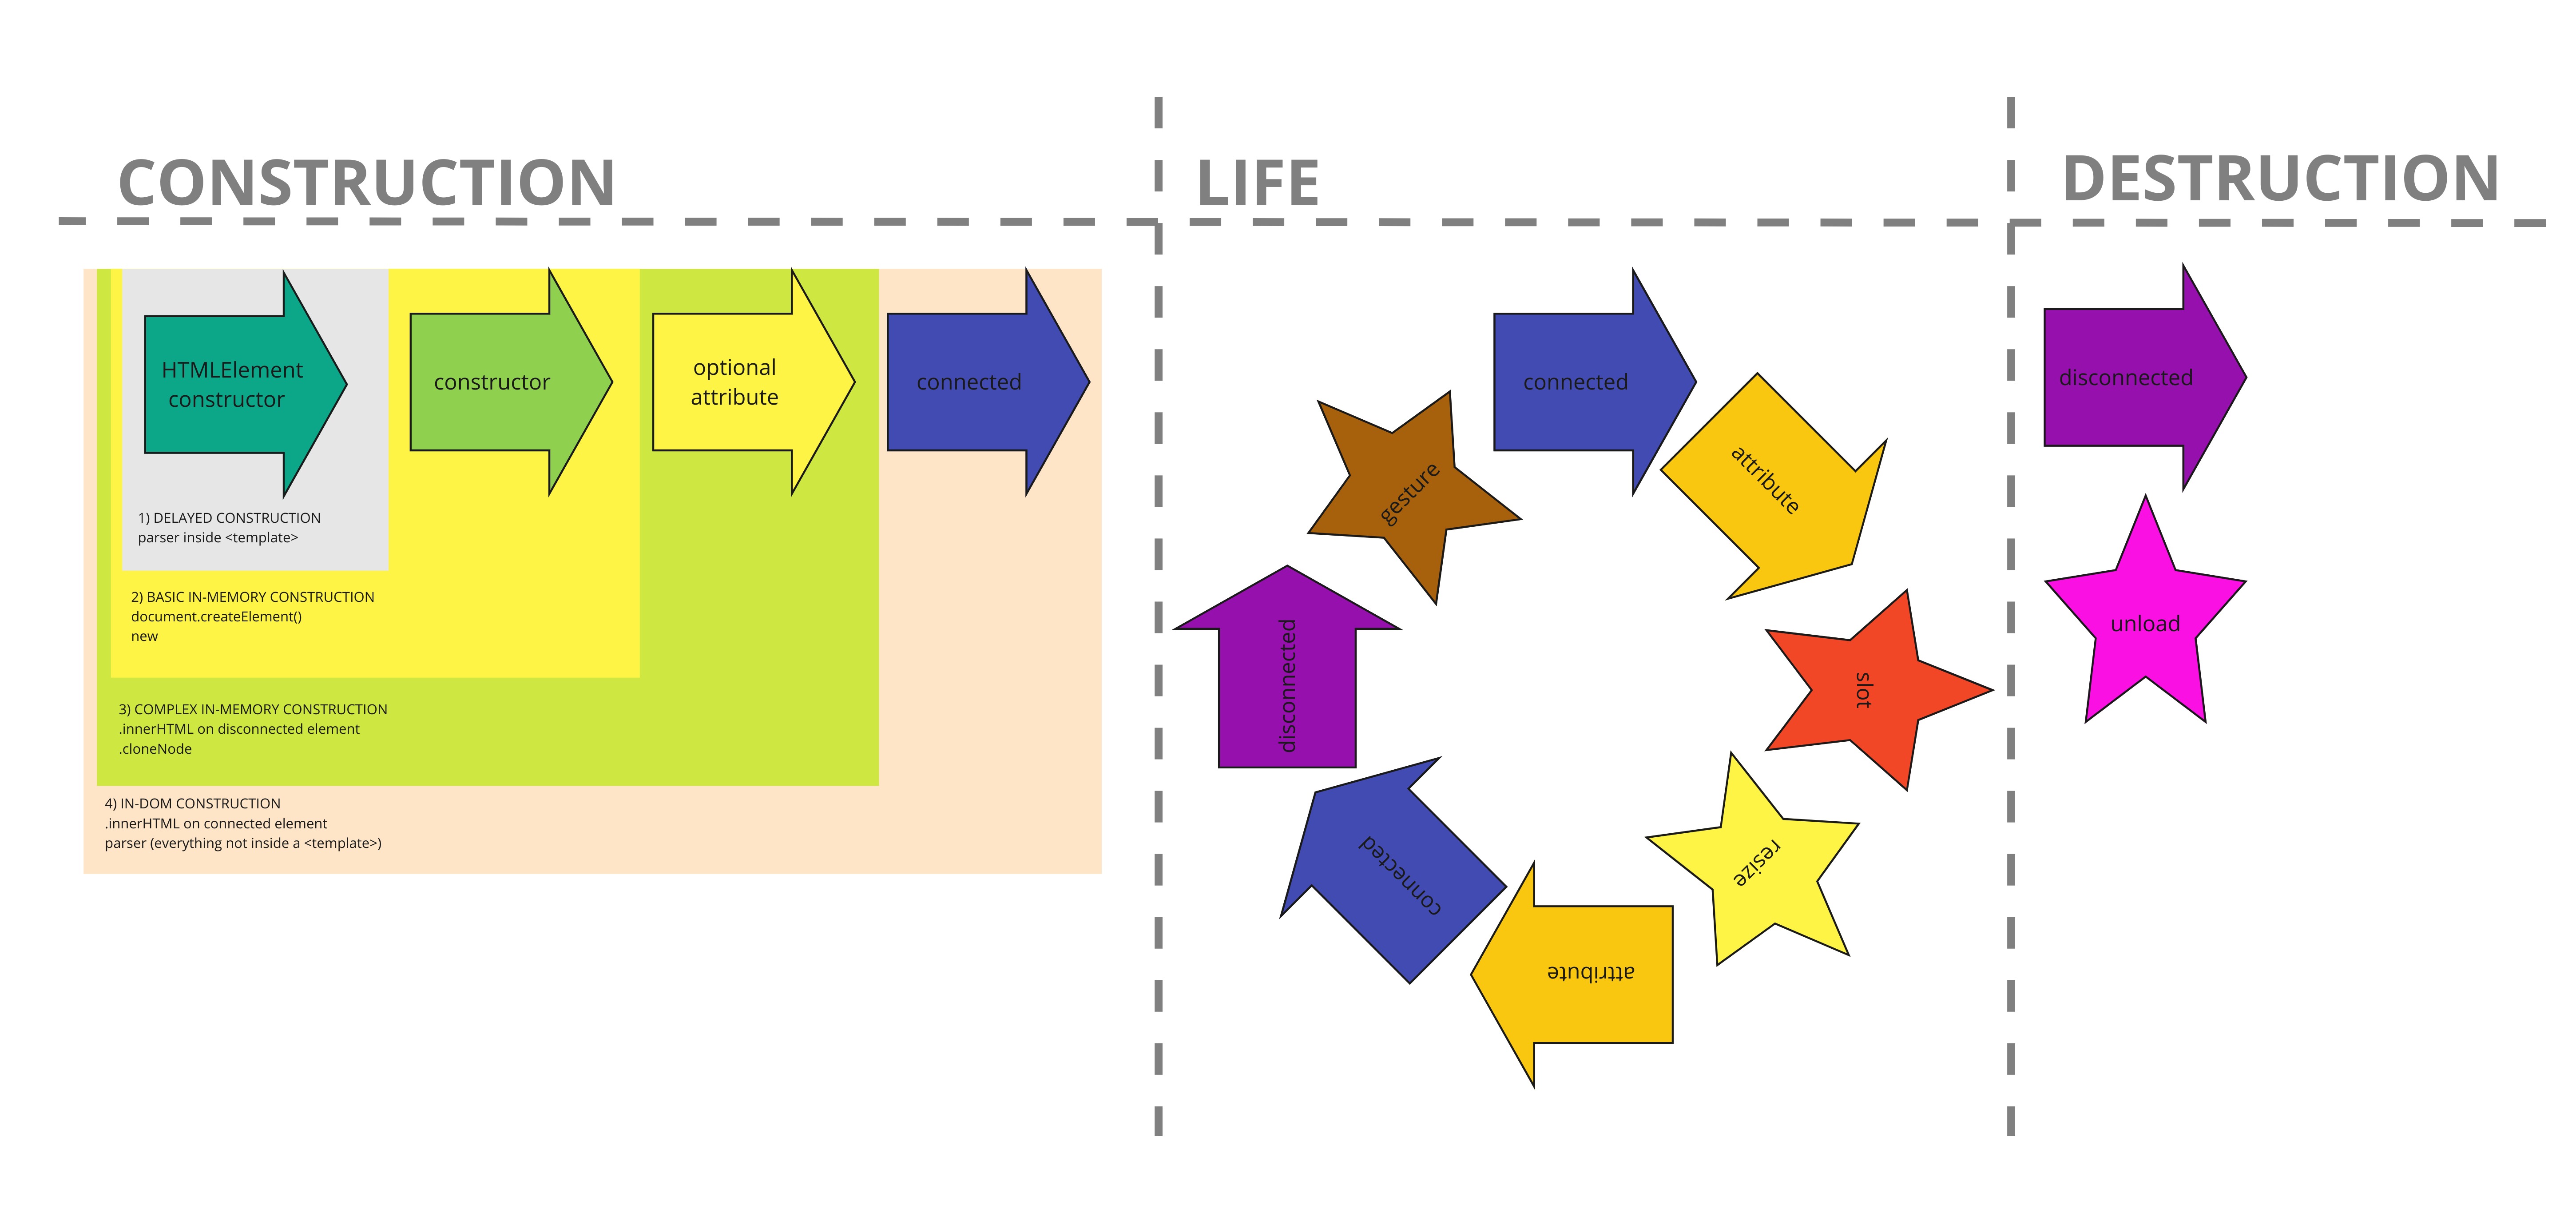 CONSTRUCTION
LIFE
DESTRUCTION
HTMLElement
constructor
constructor
optional
attribute
connected
1) DELAYED CONSTRUCTION
parser inside <template>
2) BASIC IN-MEMORY CONSTRUCTION
document.createElement()
new
3) COMPLEX IN-MEMORY CONSTRUCTION
.innerHTML on disconnected element
.cloneNode
4) IN-DOM CONSTRUCTION
.innerHTML on connected element
parser (everything not inside a <template>)
connected
attribute
slot
resize
attribute
connected
disconnected
gesture
disconnected
unload